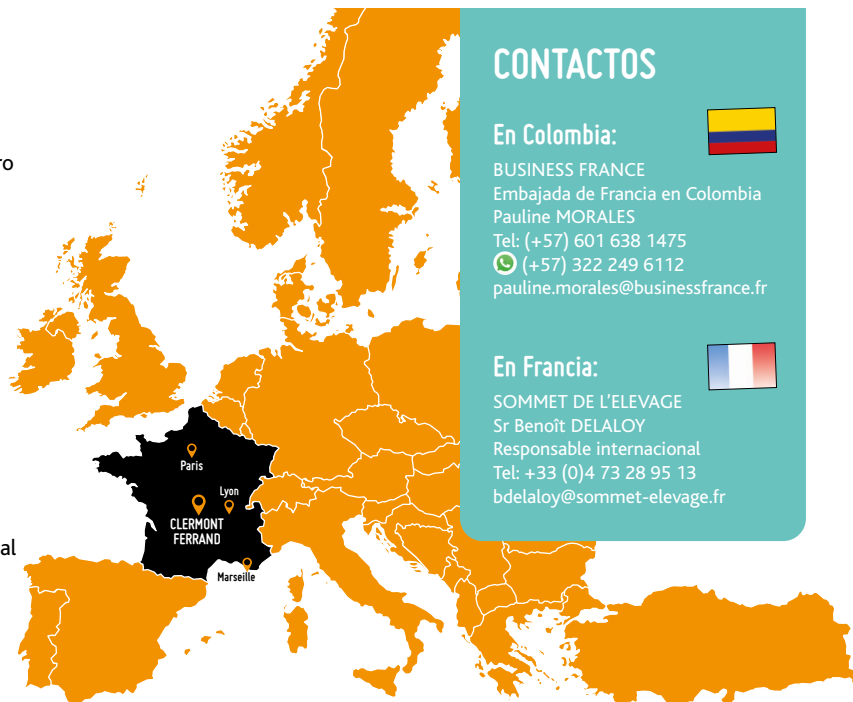 ro
al
Paris
Lyon
CLERMONT
FERRAND
Marseille
CONTACTOS
En Colombia:
BUSINESS FRANCE
Embajada de Francia en Colombia
Pauline MORALES
Tel: (+57) 601 638 1475
(+57) 322 249 6112
pauline.morales@businessfrance.fr
En Francia:
SOMMET DE L'ELEVAGE
Sr Benoît DELALOY
Responsable internacional
Tel: +33 (0)4 73 28 95 13
bdelaloy@sommet-elevage.fr